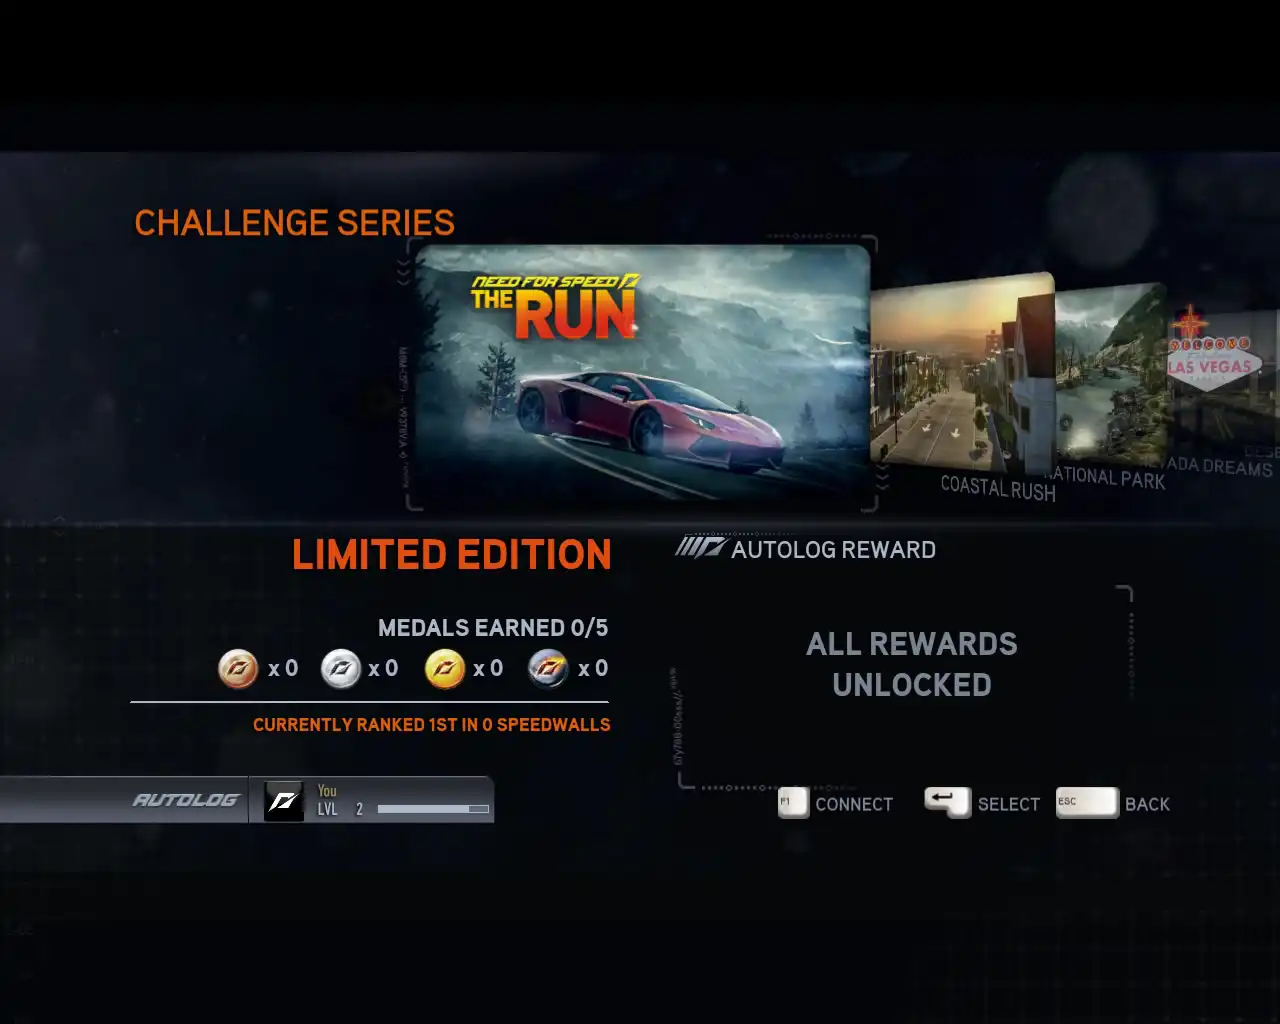 CHALLENGE SERIES
NEED FOR SPEED
THE RUN
WELCOME
LAS VEGAS
COASTAL RUSH
NATIONAL PARK
DREAMS
LIMITED EDITION
AUTOLOG REWARD
MEDALS EARNED 0/5
x 0 x 0 x 0 x 0
CURRENTLY RANKED 1ST IN 0 SPEEDWALLS
ALL REWARDS
UNLOCKED
AUTOLOG
You
LVL 2
F1 CONNECT
SELECT
ESC BACK